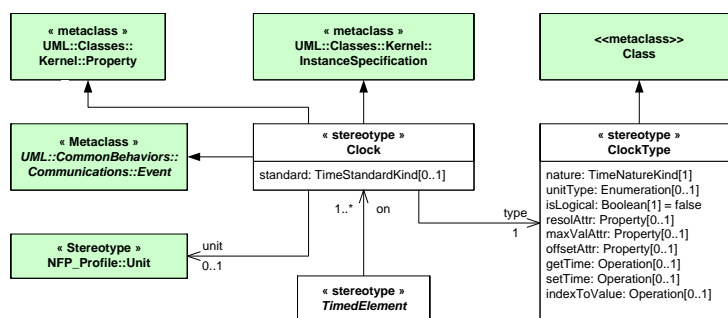 « metaclass »
UML::Classes::
Kernel::Property
« metaclass »
UML::Classes::Kernel::
InstanceSpecification
<<metaclass>>
Class
« Metaclass »
UML::CommonBehaviors::
Communications::Event
« stereotype »
Clock
standard: TimeStandardKind[0..1]
« stereotype »
ClockType
nature: TimeNatureKind[1]
unitType: Enumeration[0..1]
isLogical: Boolean[1] = false
resolAttr: Property[0..1]
maxValAttr: Property[0..1]
offsetAttr: Property[0..1]
getTime: Operation[0..1]
setTime: Operation[0..1]
indexToValue: Operation[0..1]
1..*
on
type
1
« Stereotype »
NFP_Profile::Unit
unit
0..1
« stereotype »
TimedElement